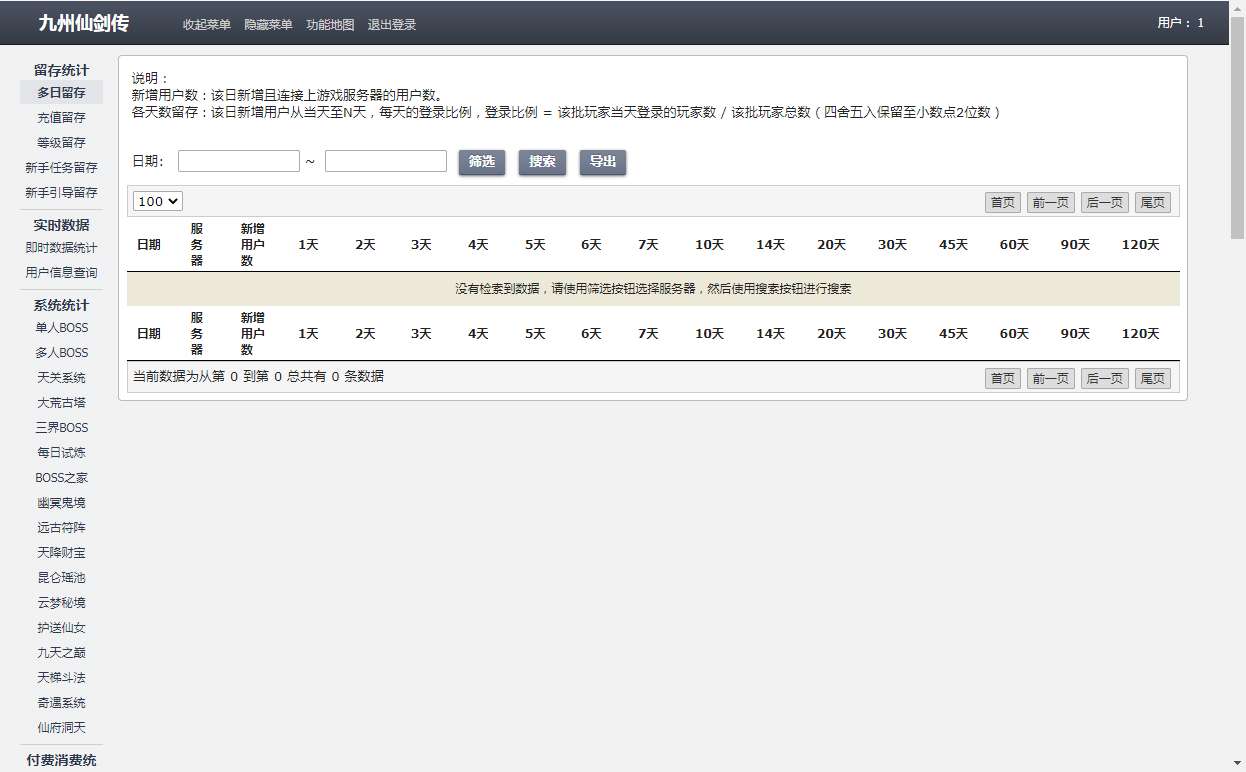 九州仙剑传
收起菜单 隐藏菜单 功能地图 退出登录
用户： 1
留存统计
多日留存
充值留存
等级留存
新手任务留存
新手引导留存
实时数据
即时数据统计
用户信息查询
系统统计
单人BOSS
多人BOSS
天关系统
大荒古塔
三界BOSS
每日试炼
BOSS之家
幽冥鬼境
远古符阵
天降财宝
昆仑瑶池
云梦秘境
护送仙女
九天之巅
天梯斗法
奇遇系统
仙府洞天
付费消费统
说明：
新增用户数：该日新增且连接上游戏服务器的用户数。
各天数留存：该日新增用户从当天至N天，每天的登录比例，登录比例 = 该批玩家当天登录的玩家数 / 该批玩家总数（四舍五入保留至小数点2位数）
日期: ~ 筛选 搜索 导出
100 首页 前一页 后一页 尾页
日期 服务器 新增用户数 1天 2天 3天 4天 5天 6天 7天 10天 14天 20天 30天 45天 60天 90天 120天
没有检索到数据，请使用筛选按钮选择服务器，然后使用搜索按钮进行搜索
日期 服务器 新增用户数 1天 2天 3天 4天 5天 6天 7天 10天 14天 20天 30天 45天 60天 90天 120天
当前数据为从第 0 到第 0 总共有 0 条数据 首页 前一页 后一页 尾页